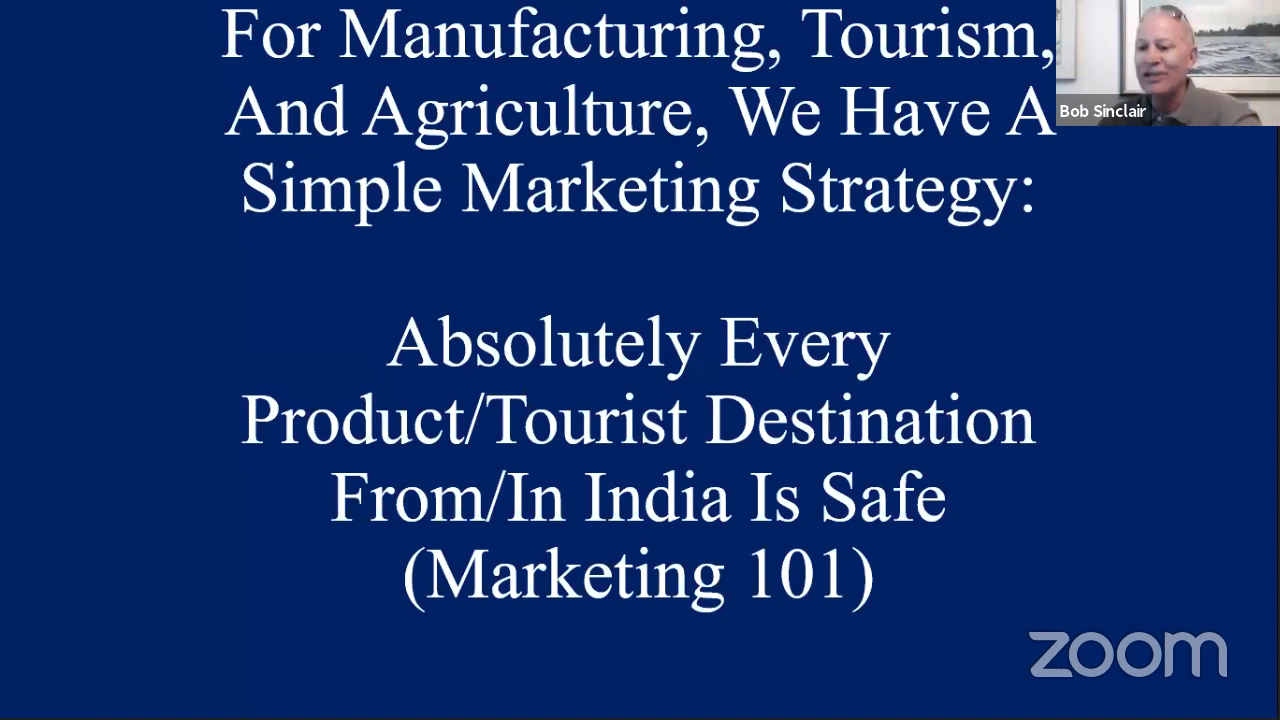 For Manufacturing, Tourism,
And Agriculture, We Have A
Simple Marketing Strategy:
Absolutely Every
Product/Tourist Destination
From/In India Is Safe
(Marketing 101)
Bob Sinclair
zoom